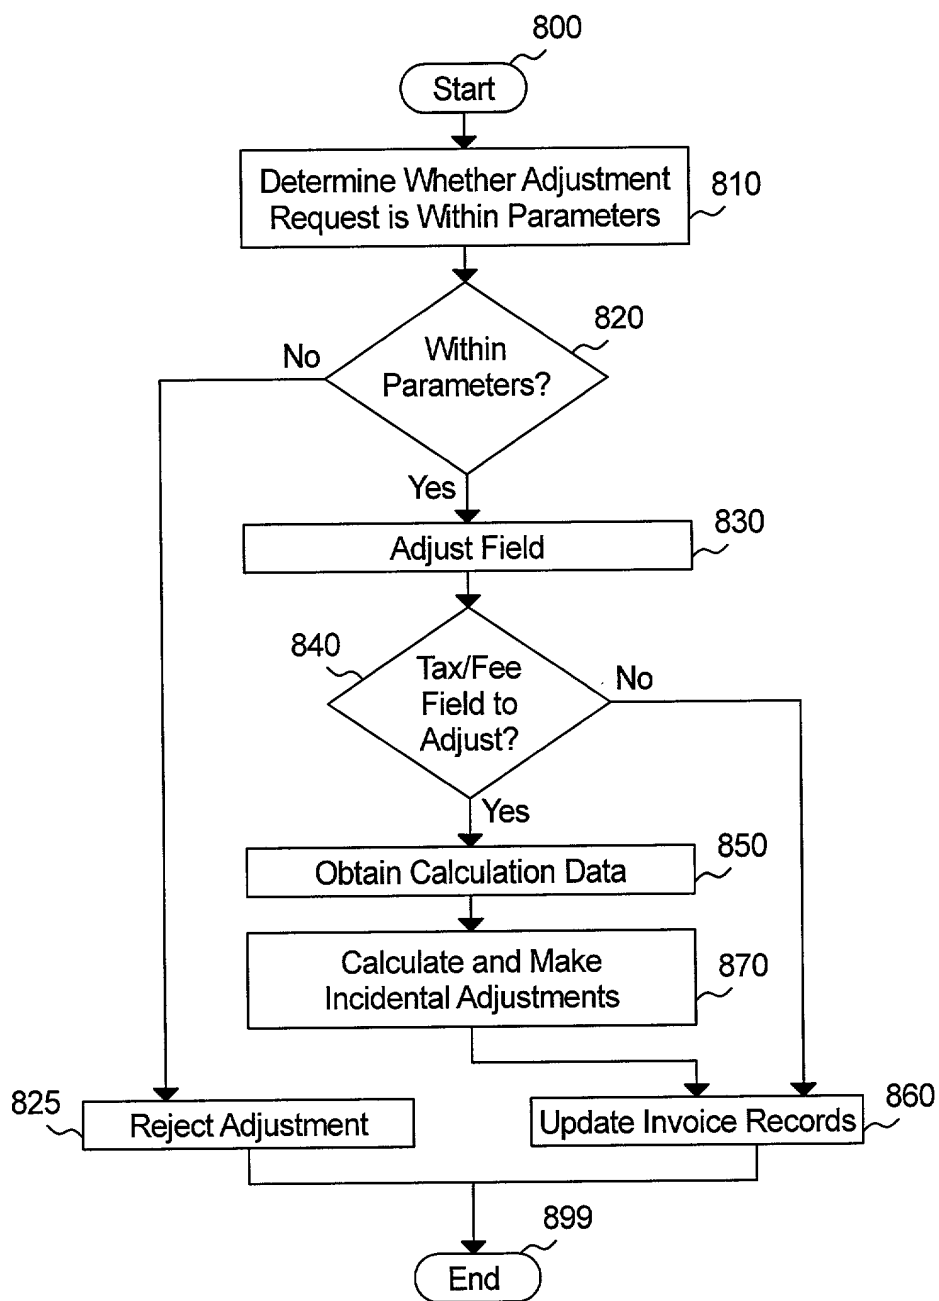 800
Start
Determine Whether Adjustment
Request is Within Parameters
810
820
Within
Parameters?
No
Yes
Adjust Field
830
840
Tax/Fee
Field to
Adjust?
No
Yes
Obtain Calculation Data
850
Calculate and Make
Incidental Adjustments
870
825
Reject Adjustment
Update Invoice Records
860
899
End